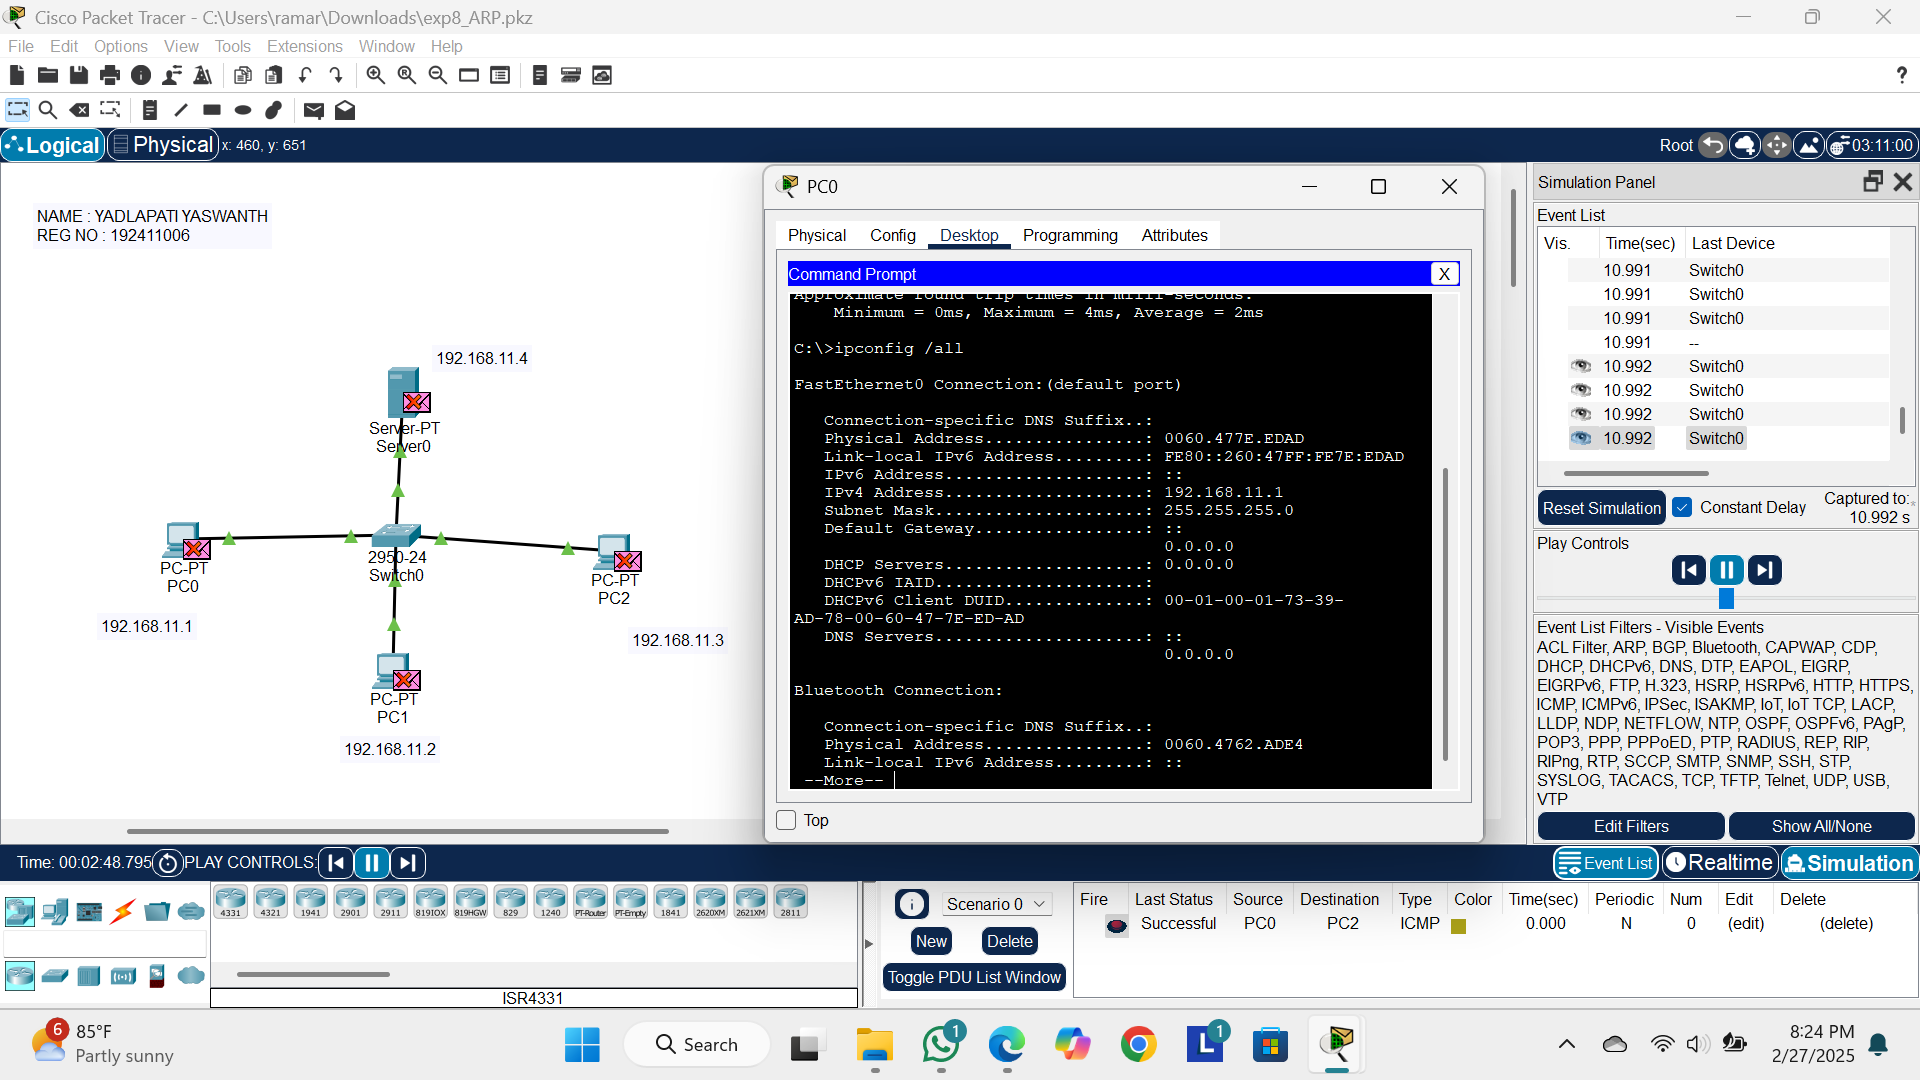 Cisco Packet Tracer - C:\Users\ramar\Downloads\exp8_ARP.pkz
File Edit Options View Tools Extensions Window Help
?
Logical Physical x: 460, y: 651 Root 03:11:00
NAME : YADLAPATI YASWANTH
REG NO : 192411006
192.168.11.4
Server-PT
Server0
PC-PT
PC0
192.168.11.1
2950-24
Switch0
PC-PT
PC2
192.168.11.3
PC-PT
PC1
192.168.11.2
PC0
Physical Config Desktop Programming Attributes
Command Prompt X
Approximate round trip times in milli-seconds:
Minimum = 0ms, Maximum = 4ms, Average = 2ms
C:\>ipconfig /all
FastEthernet0 Connection:(default port)
Connection-specific DNS Suffix..:
Physical Address................: 0060.477E.EDAD
Link-local IPv6 Address.........: FE80::260:47FF:FE7E:EDAD
IPv6 Address....................: ::
IPv4 Address....................: 192.168.11.1
Subnet Mask.....................: 255.255.255.0
Default Gateway.................: ::
0.0.0.0
DHCP Servers....................: 0.0.0.0
DHCPv6 IAID.....................:
DHCPv6 Client DUID..............: 00-01-00-01-73-39-
AD-78-00-60-47-7E-ED-AD
DNS Servers.....................: ::
0.0.0.0
Bluetooth Connection:
Connection-specific DNS Suffix..:
Physical Address................: 0060.4762.ADE4
Link-local IPv6 Address.........: ::
--More--
Top
Simulation Panel
Event List
Vis. Time(sec) Last Device
10.991 Switch0
10.991 Switch0
10.991 Switch0
10.991 --
10.992 Switch0
10.992 Switch0
10.992 Switch0
10.992 Switch0
Reset Simulation Constant Delay Captured to:
10.992 s
Play Controls
Event List Filters - Visible Events
ACL Filter, ARP, BGP, Bluetooth, CAPWAP, CDP,
DHCP, DHCPv6, DNS, DTP, EAPOL, EIGRP,
EIGRPv6, FTP, H.323, HSRP, HSRPv6, HTTP, HTTPS,
ICMP, ICMPv6, IPSec, ISAKMP, IoT, IoT TCP, LACP,
LLDP, NDP, NETFLOW, NTP, OSPF, OSPFv6, PAgP,
POP3, PPP, PPPoED, PTP, RADIUS, REP, RIP,
RIPng, RTP, SCCP, SMTP, SNMP, SSH, STP,
SYSLOG, TACACS, TCP, TFTP, Telnet, UDP, USB,
VTP
Edit Filters Show All/None
Time: 00:02:48.795 PLAY CONTROLS: Event List Realtime Simulation
4331 4321 1941 2901 2911 819IOX 819HGW 829 1240 PT-Router PT-Empty 1841 2620XM 2621XM 2811
ISR4331
Scenario 0
New Delete
Toggle PDU List Window
Fire Last Status Source Destination Type Color Time(sec) Periodic Num Edit Delete
Successful PC0 PC2 ICMP 0.000 N 0 (edit) (delete)
6 85°F
Partly sunny
Search
1
L 1
8:24 PM
2/27/2025